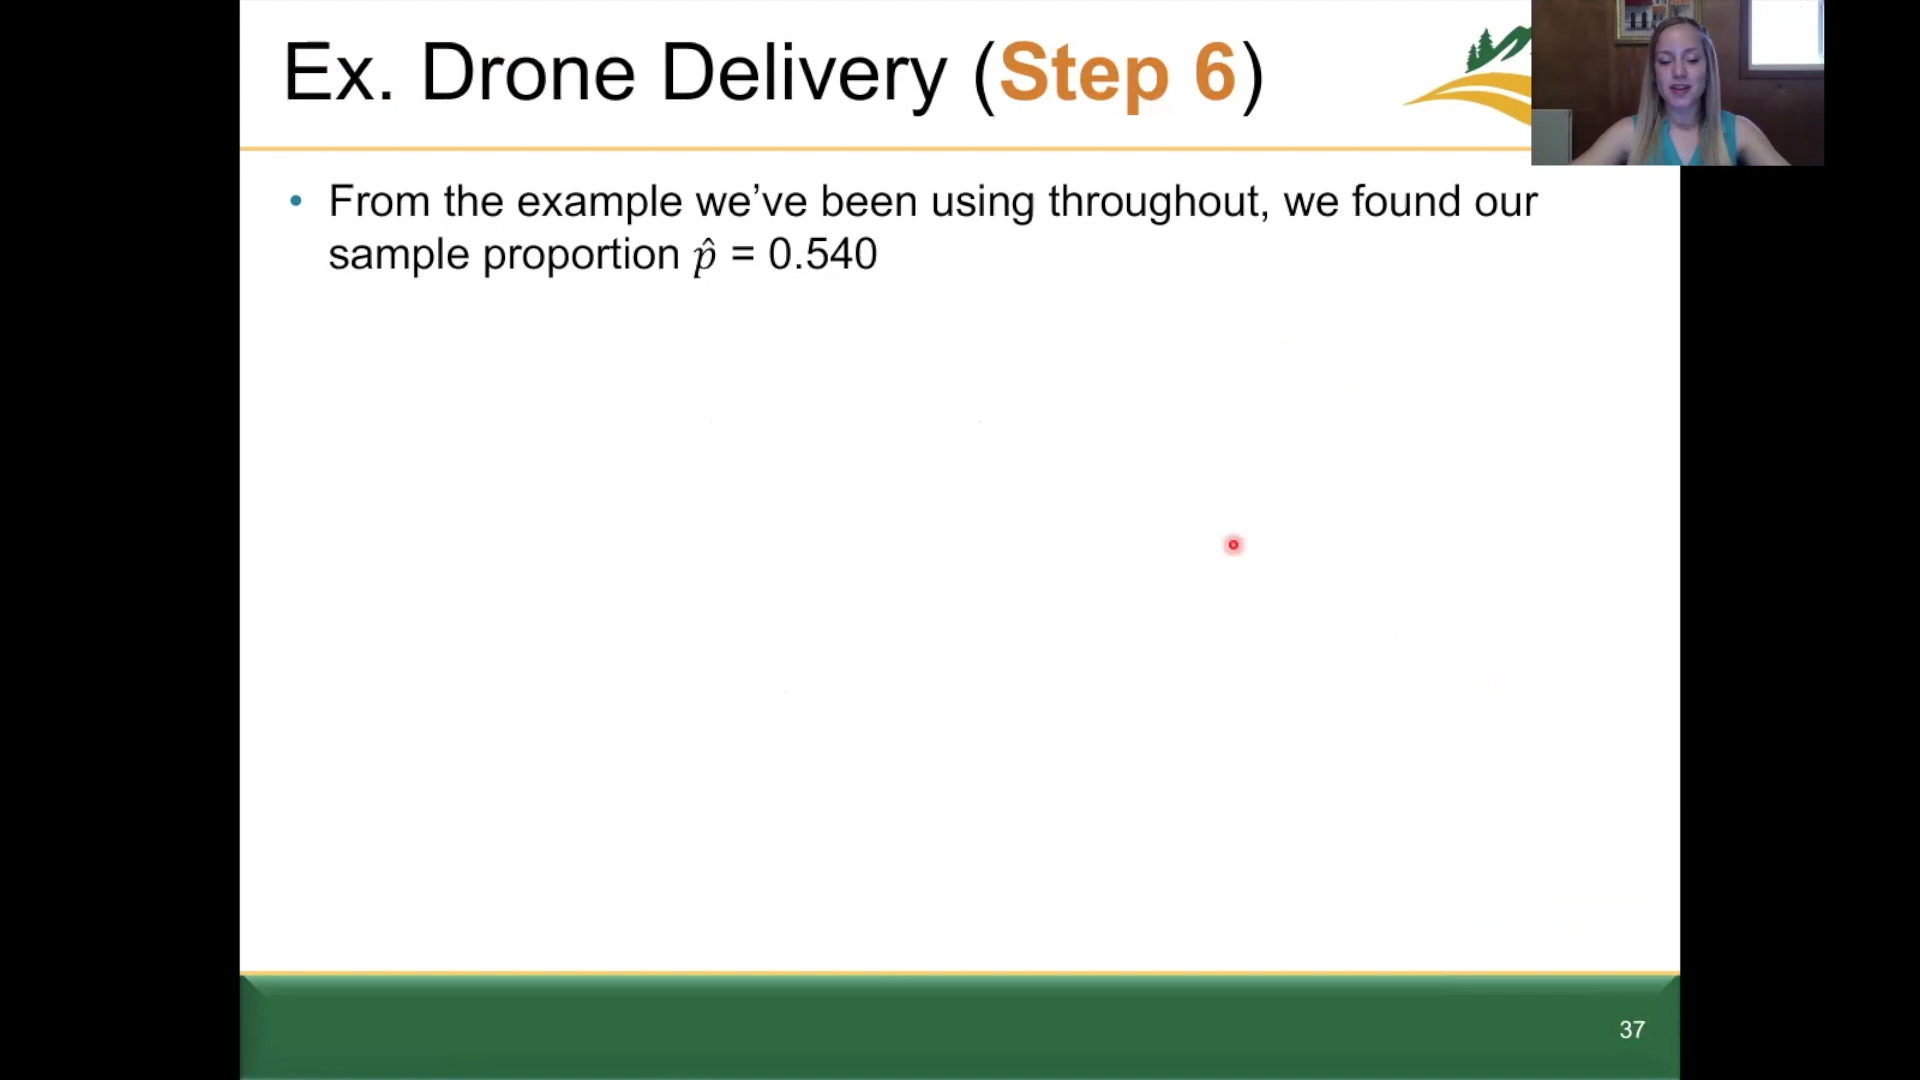 Ex. Drone Delivery (Step 6)
• From the example we’ve been using throughout, we found our
sample proportion p̂ = 0.540
37